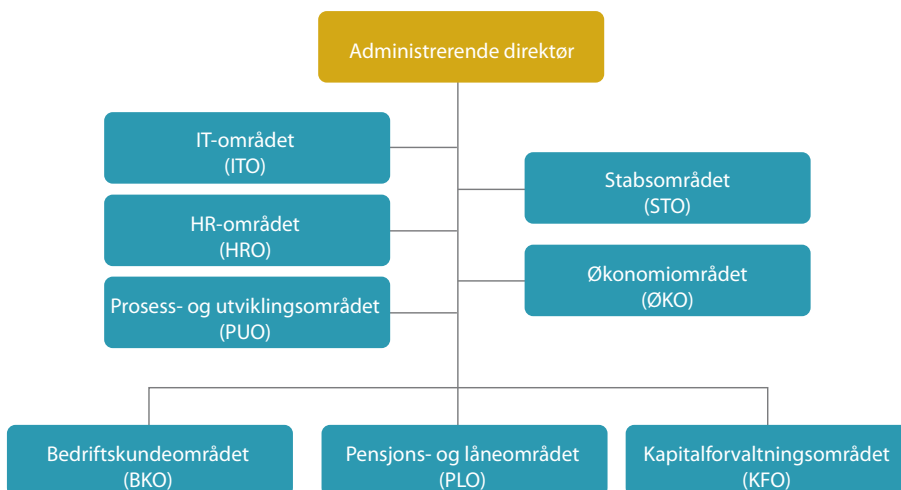 Administrerende direktør
IT-området
(ITO)
Stabsområdet
(STO)
HR-området
(HRO)
Økonomiområdet
(ØKO)
Prosess- og utviklingsområdet
(PUO)
Bedriftskundeområdet
(BKO)
Pensjons- og låneområdet
(PLO)
Kapitalforvaltningsområdet
(KFO)